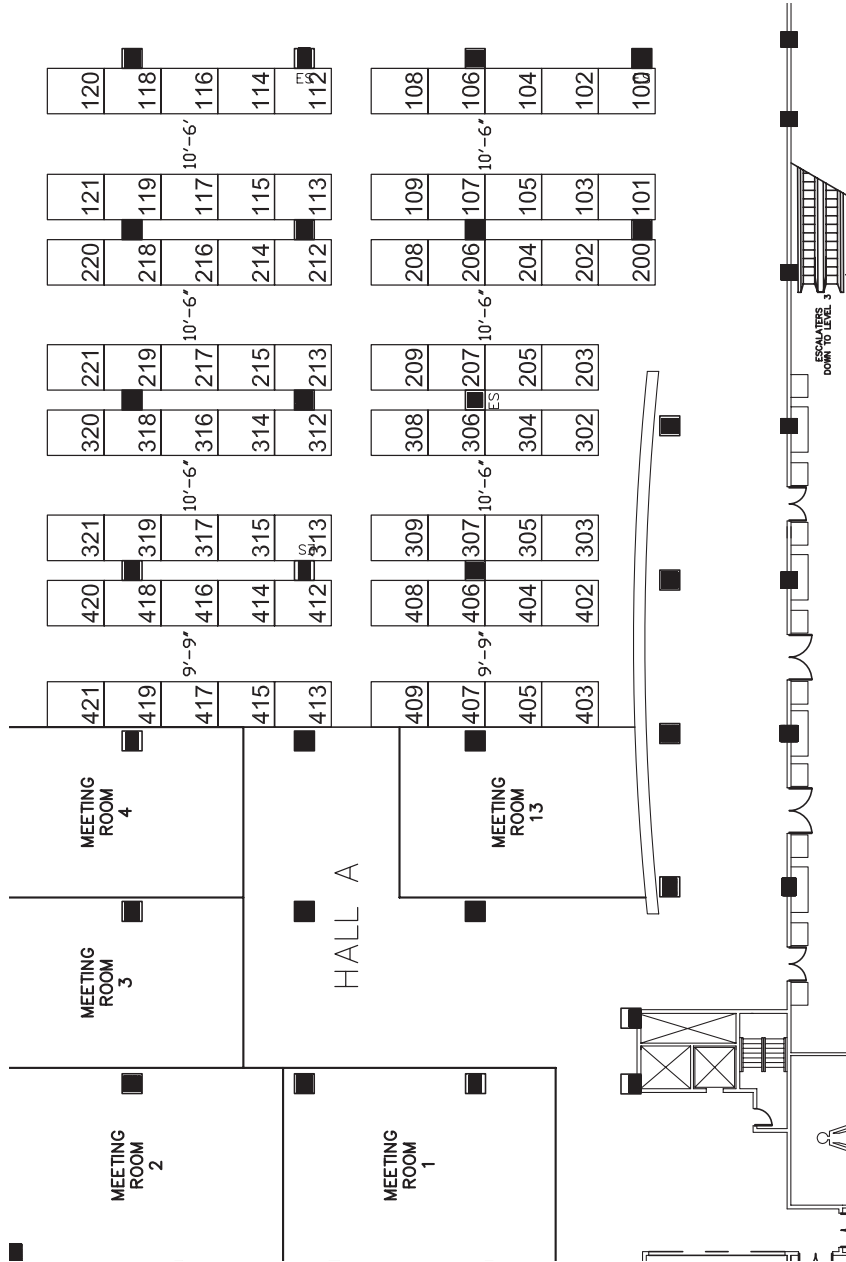 120 118 116 114 112 108 106 104 102 100
ES
10'-6' 10'-6"
121 119 117 115 113 109 107 105 103 101
220 218 216 214 212 208 206 204 202 200
10'-6" 10'-6"
221 219 217 215 213 209 207 205 203
ES
320 318 316 314 312 308 306 304 302
10'-6" 10'-6"
321 319 317 315 313 309 307 305 303
420 418 416 414 412 408 406 404 402
9'-9" 9'-9"
421 419 417 415 413 409 407 405 403
ESCALATERS
DOWN TO LEVEL 3
MEETING
ROOM
4
MEETING
ROOM
13
HALL A
MEETING
ROOM
3
MEETING
ROOM
2
MEETING
ROOM
1